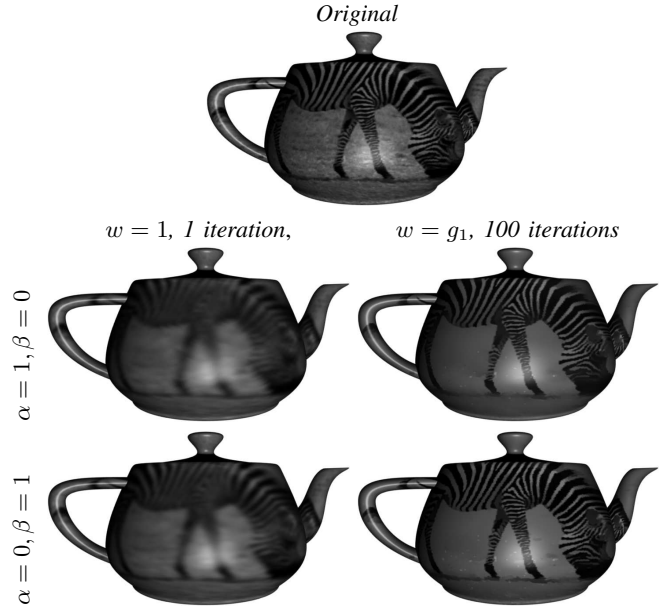 Original
w = 1, 1 iteration,
w = g₁, 100 iterations
α = 1, β = 0
α = 0, β = 1